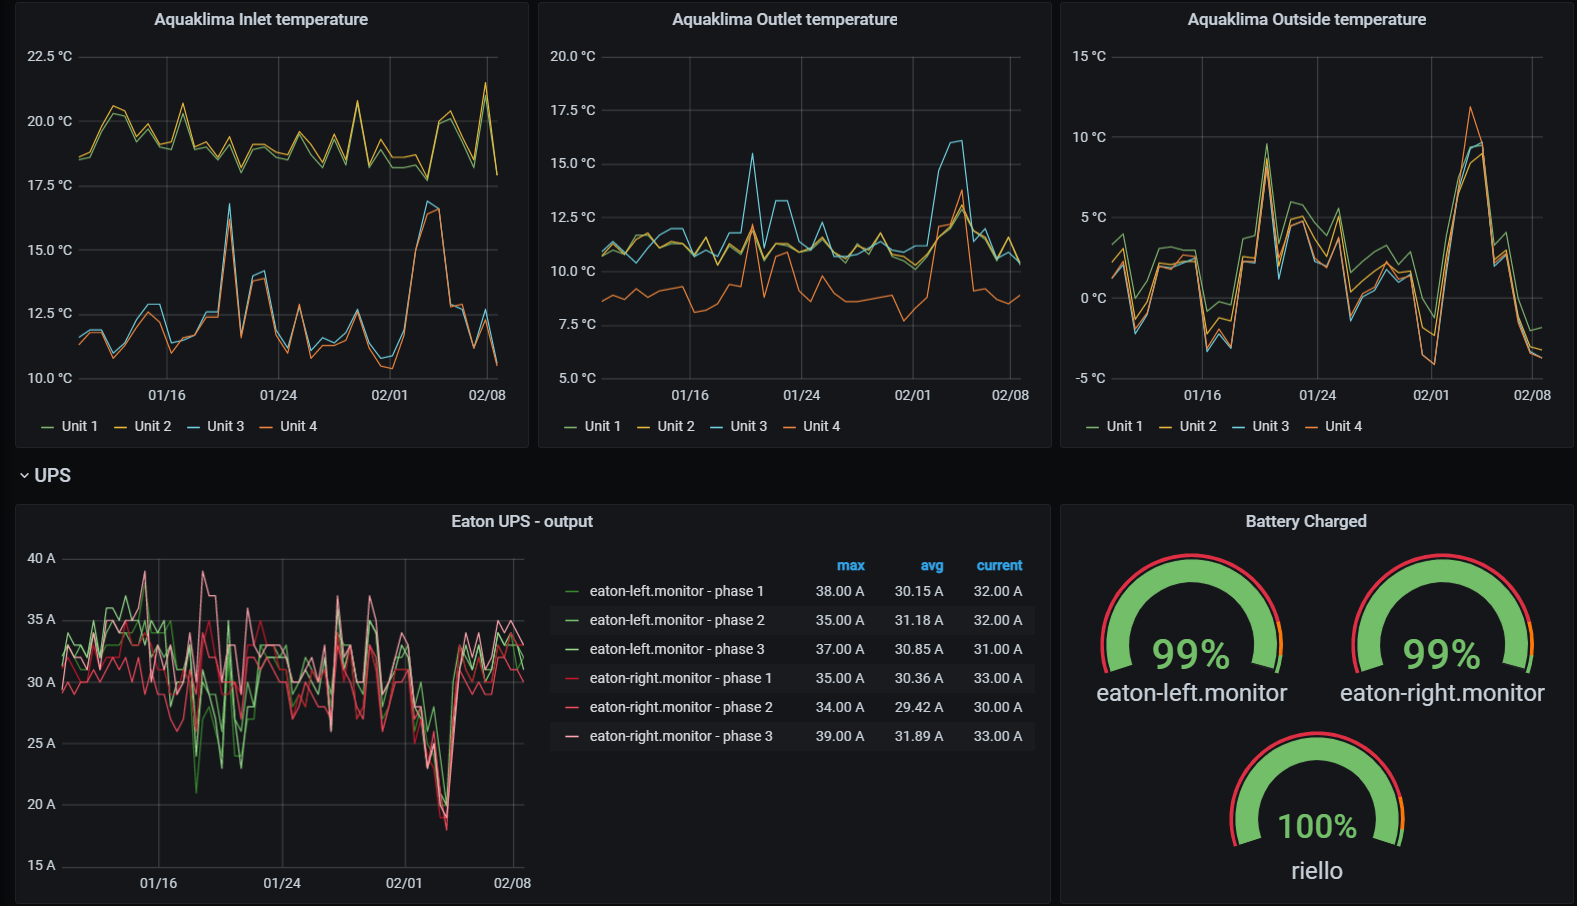 Aquaklima Inlet temperature
22.5 °C
20.0 °C
17.5 °C
15.0 °C
12.5 °C
10.0 °C
01/16 01/24 02/01 02/08
Unit 1 Unit 2 Unit 3 Unit 4
Aquaklima Outlet temperature
20.0 °C
17.5 °C
15.0 °C
12.5 °C
10.0 °C
7.5 °C
5.0 °C
01/16 01/24 02/01 02/08
Unit 1 Unit 2 Unit 3 Unit 4
Aquaklima Outside temperature
15 °C
10 °C
5 °C
0 °C
-5 °C
01/16 01/24 02/01 02/08
Unit 1 Unit 2 Unit 3 Unit 4
UPS
Eaton UPS - output
40 A
35 A
30 A
25 A
20 A
15 A
01/16 01/24 02/01 02/08
max avg current
eaton-left.monitor - phase 1 38.00 A 30.15 A 32.00 A
eaton-left.monitor - phase 2 35.00 A 31.18 A 32.00 A
eaton-left.monitor - phase 3 37.00 A 30.85 A 31.00 A
eaton-right.monitor - phase 1 35.00 A 30.36 A 33.00 A
eaton-right.monitor - phase 2 34.00 A 29.42 A 30.00 A
eaton-right.monitor - phase 3 39.00 A 31.89 A 33.00 A
Battery Charged
99%
eaton-left.monitor
99%
eaton-right.monitor
100%
riello